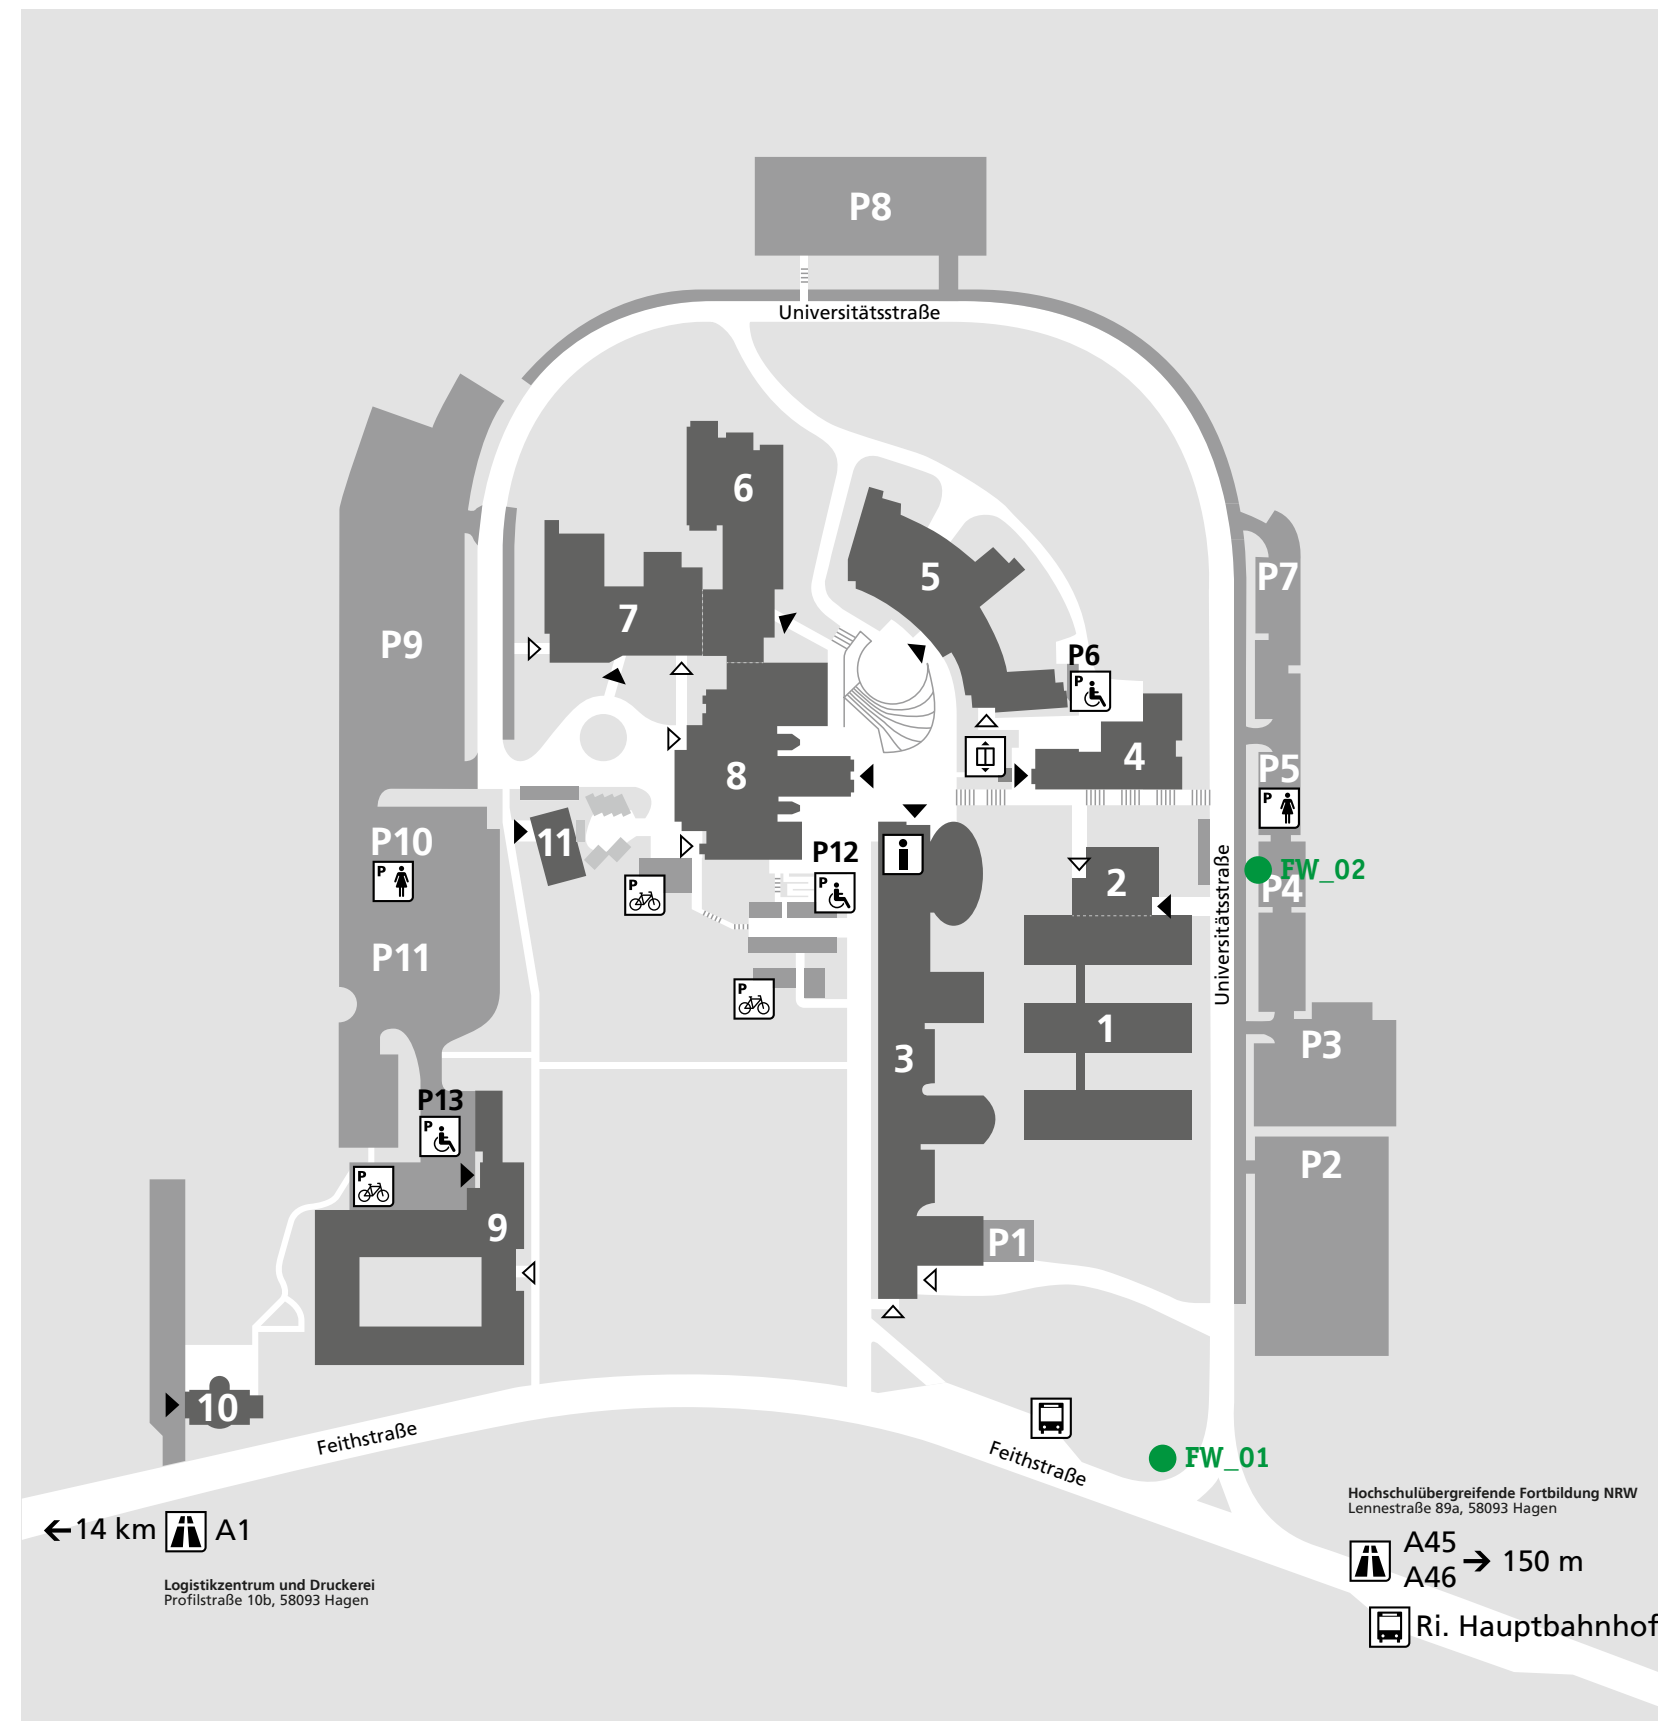 P8
Universitätsstraße
6
5
7
P7
P9
P6
P
4
8
P5
P
P10
11
P12
P
P
P
2
FW_02
P4
Universitätsstraße
P11
P
1
3
P3
P13
P
P2
P
9
P1
10
Feithstraße
Feithstraße
FW_01
Hochschulübergreifende Fortbildung NRW
Lennestraße 89a, 58093 Hagen
14 km A1
A45
A46
150 m
Logistikzentrum und Druckerei
Profilstraße 10b, 58093 Hagen
Ri. Hauptbahnhof